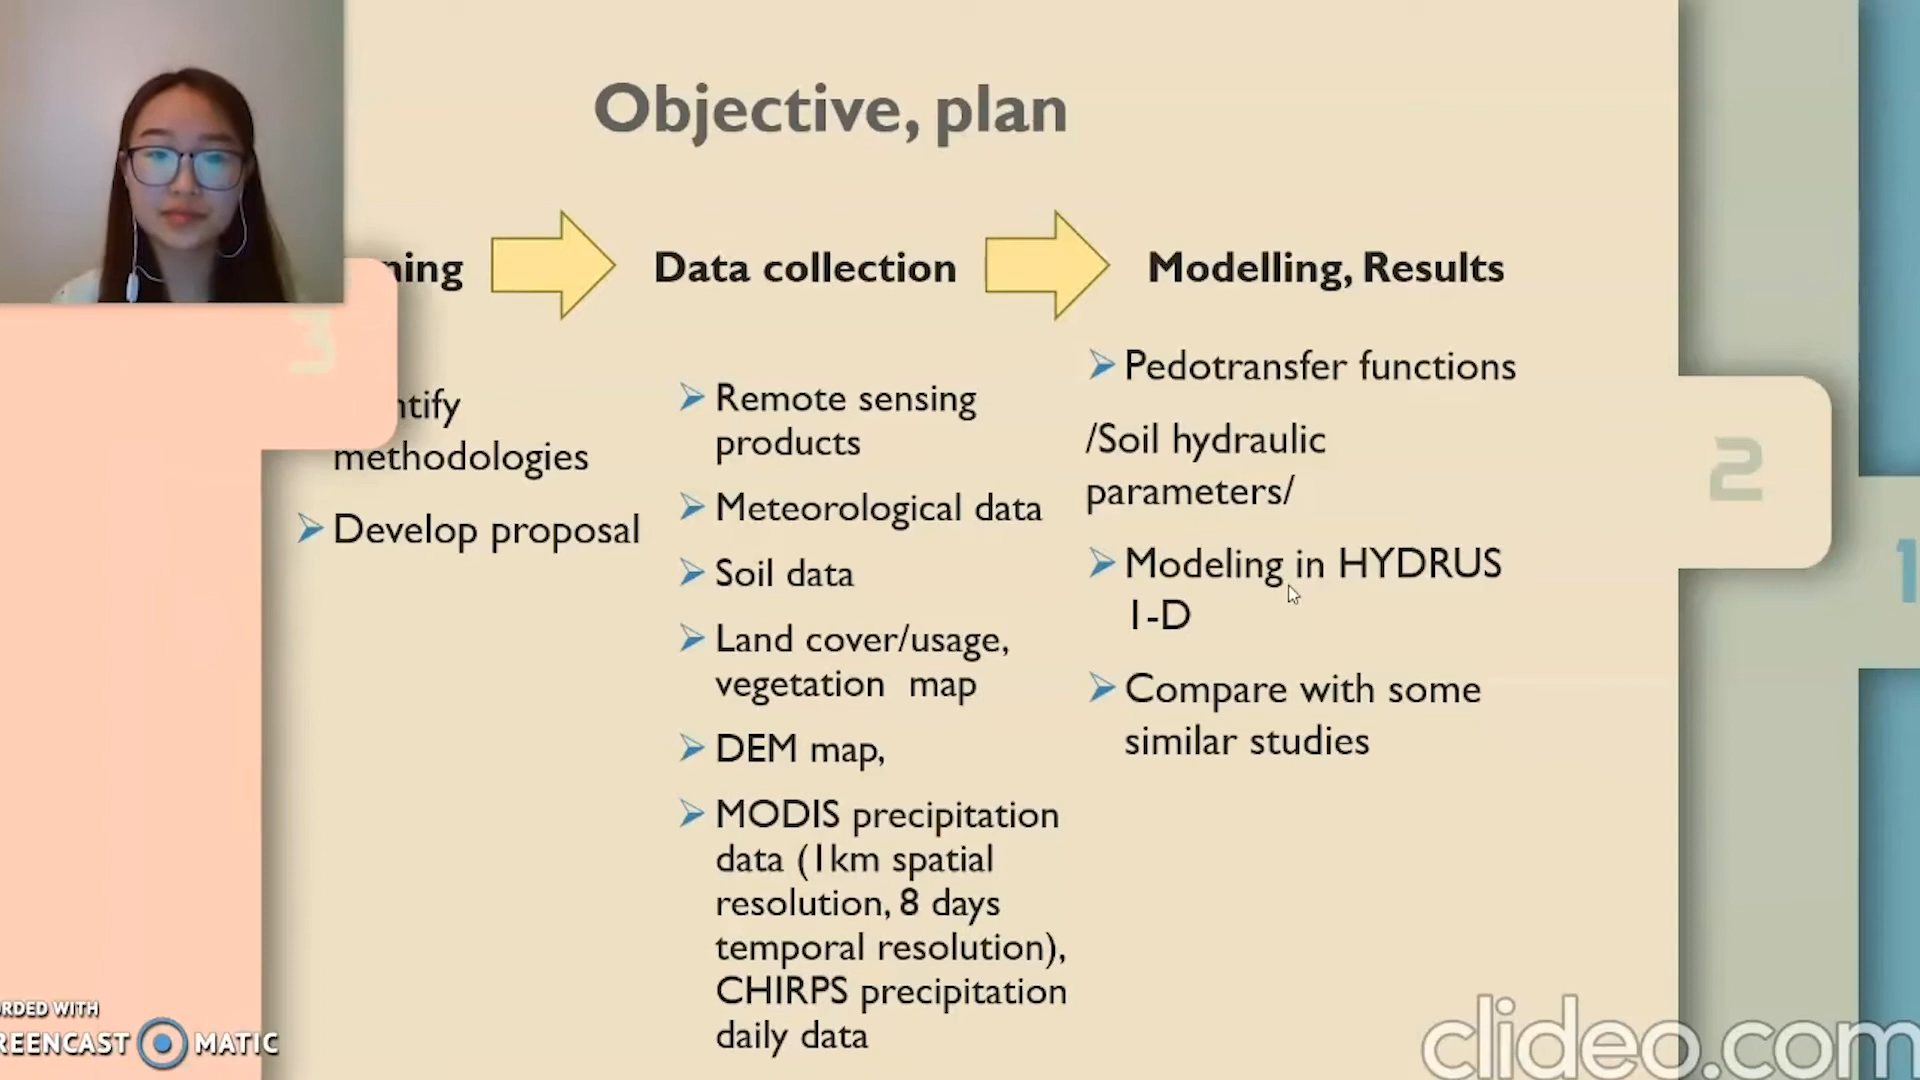 Objective, plan
ning
Data collection
Modelling, Results
3
ntify
methodologies
Develop proposal
Remote sensing
products
Meteorological data
Soil data
Land cover/usage,
vegetation map
DEM map,
MODIS precipitation
data (1km spatial
resolution, 8 days
temporal resolution),
CHIRPS precipitation
daily data
Pedotransfer functions
/Soil hydraulic
parameters/
Modeling in HYDRUS
1-D
Compare with some
similar studies
2
1
RDED WITH
REENCAST MATIC
clideo.com